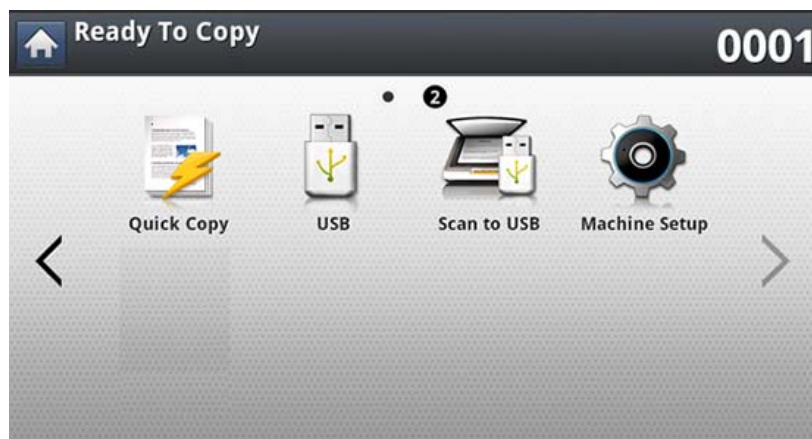 Ready To Copy
0001
2
Quick Copy
USB
Scan to USB
Machine Setup